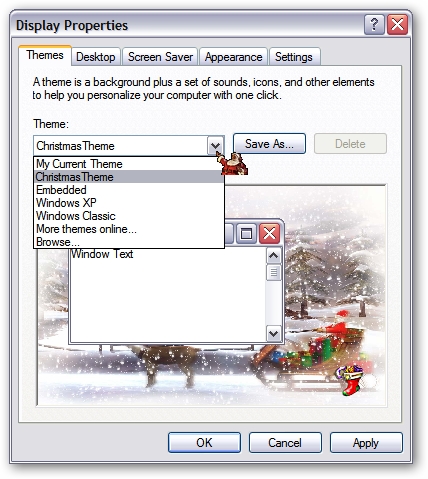 Display Properties
Themes Desktop Screen Saver Appearance Settings
A theme is a background plus a set of sounds, icons, and other elements
to help you personalize your computer with one click.
Theme:
ChristmasTheme
Save As...
Delete
My Current Theme
ChristmasTheme
Embedded
Windows XP
Windows Classic
More themes online...
Browse...
Window Text
OK Cancel Apply